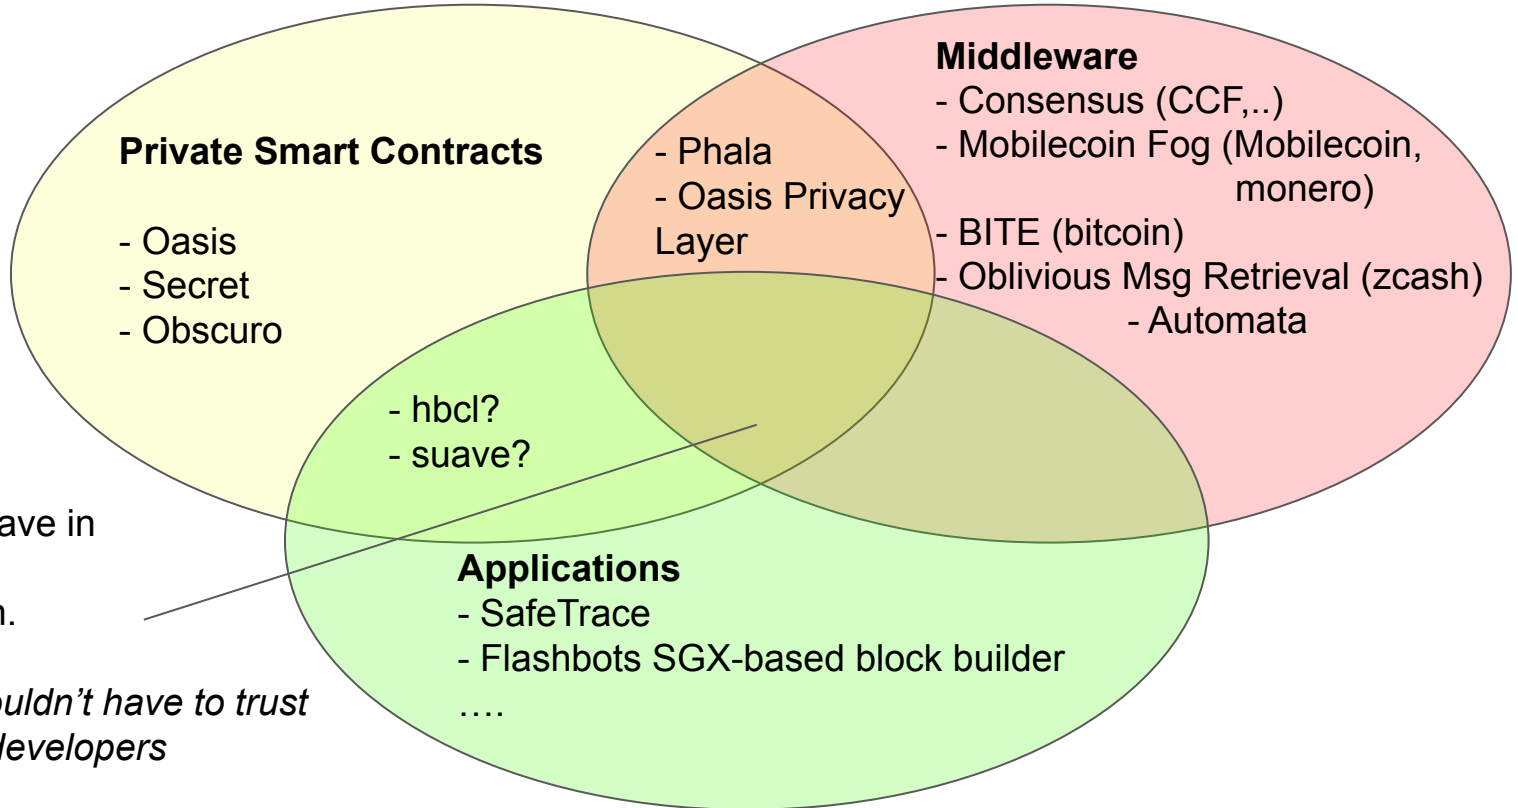 Private Smart Contracts
- Oasis
- Secret
- Obscuro
- Phala
- Oasis Privacy
Layer
Middleware
- Consensus (CCF,..)
- Mobilecoin Fog (Mobilecoin,
monero)
- BITE (bitcoin)
- Oblivious Msg Retrieval (zcash)
- Automata
- hbcl?
- suave?
in
have to trust
developers
Applications
- SafeTrace
- Flashbots SGX-based block builder
….